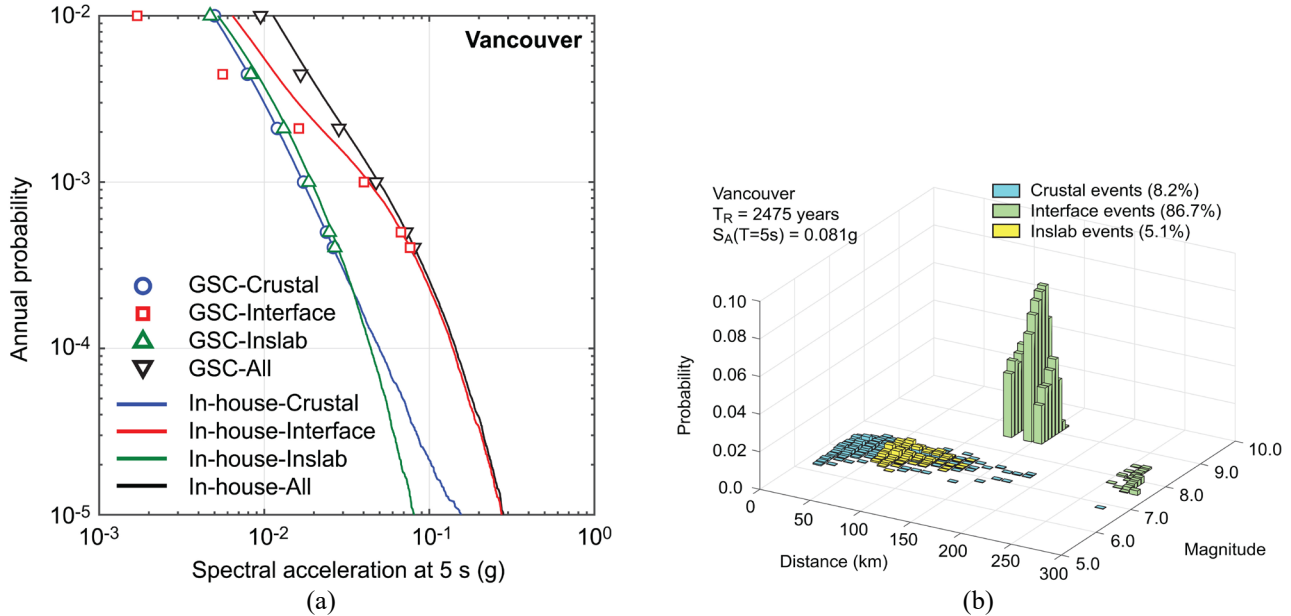 Vancouver
10⁻²
10⁻³
10⁻⁴
10⁻⁵
Annual probability
GSC-Crustal
GSC-Interface
GSC-Inslab
GSC-All
In-house-Crustal
In-house-Interface
In-house-Inslab
In-house-All
10⁻³
10⁻²
10⁻¹
10⁰
Spectral acceleration at 5 s (g)
(a)
Vancouver
T_R = 2475 years
S_A(T=5s) = 0.081g
Crustal events (8.2%)
Interface events (86.7%)
Inslab events (5.1%)
0.10
0.08
0.06
0.04
0.02
0.0
Probability
0
50
100
150
200
250
300
Distance (km)
5.0
6.0
7.0
8.0
9.0
10.0
Magnitude
(b)